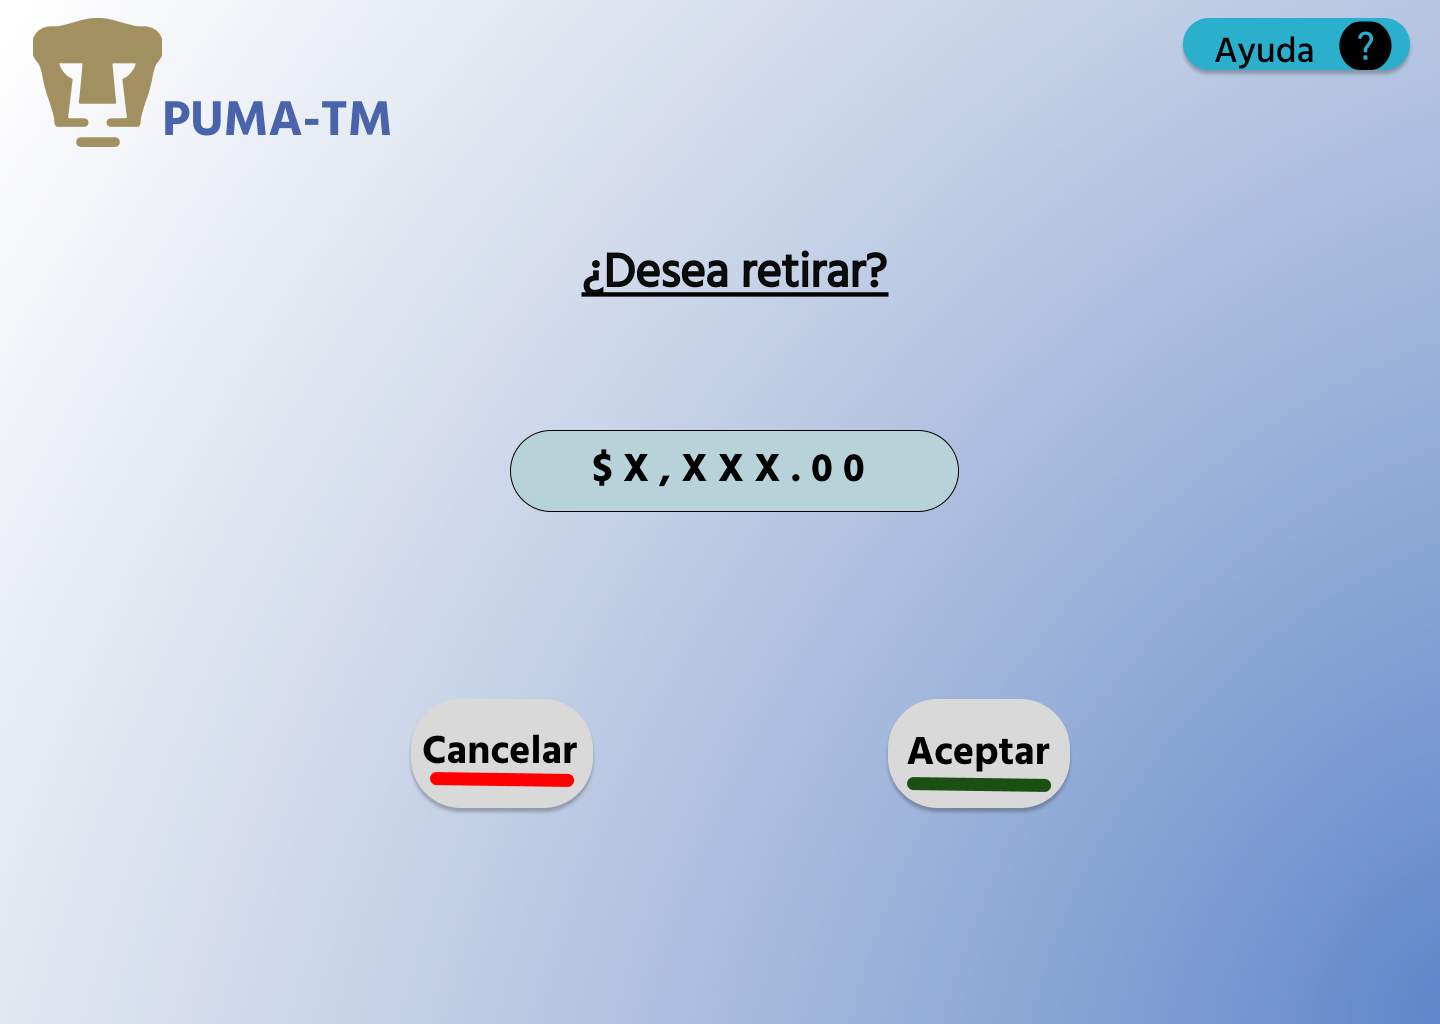 Ayuda ?
PUMA-TM
¿Desea retirar?
$X,XXX.00
Cancelar
Aceptar